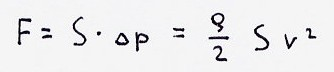 F = S · Δp = ρ/2 S v²